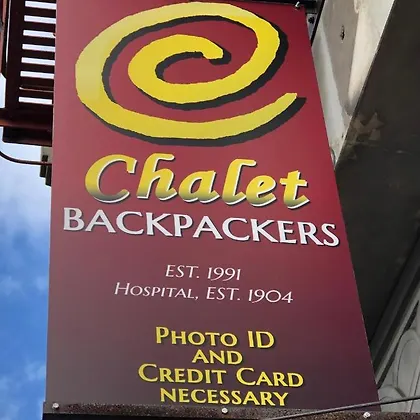 Chalet
BACKPACKERS
EST. 1991
HOSPITAL, EST. 1904
PHOTO ID
AND
CREDIT CARD
NECESSARY